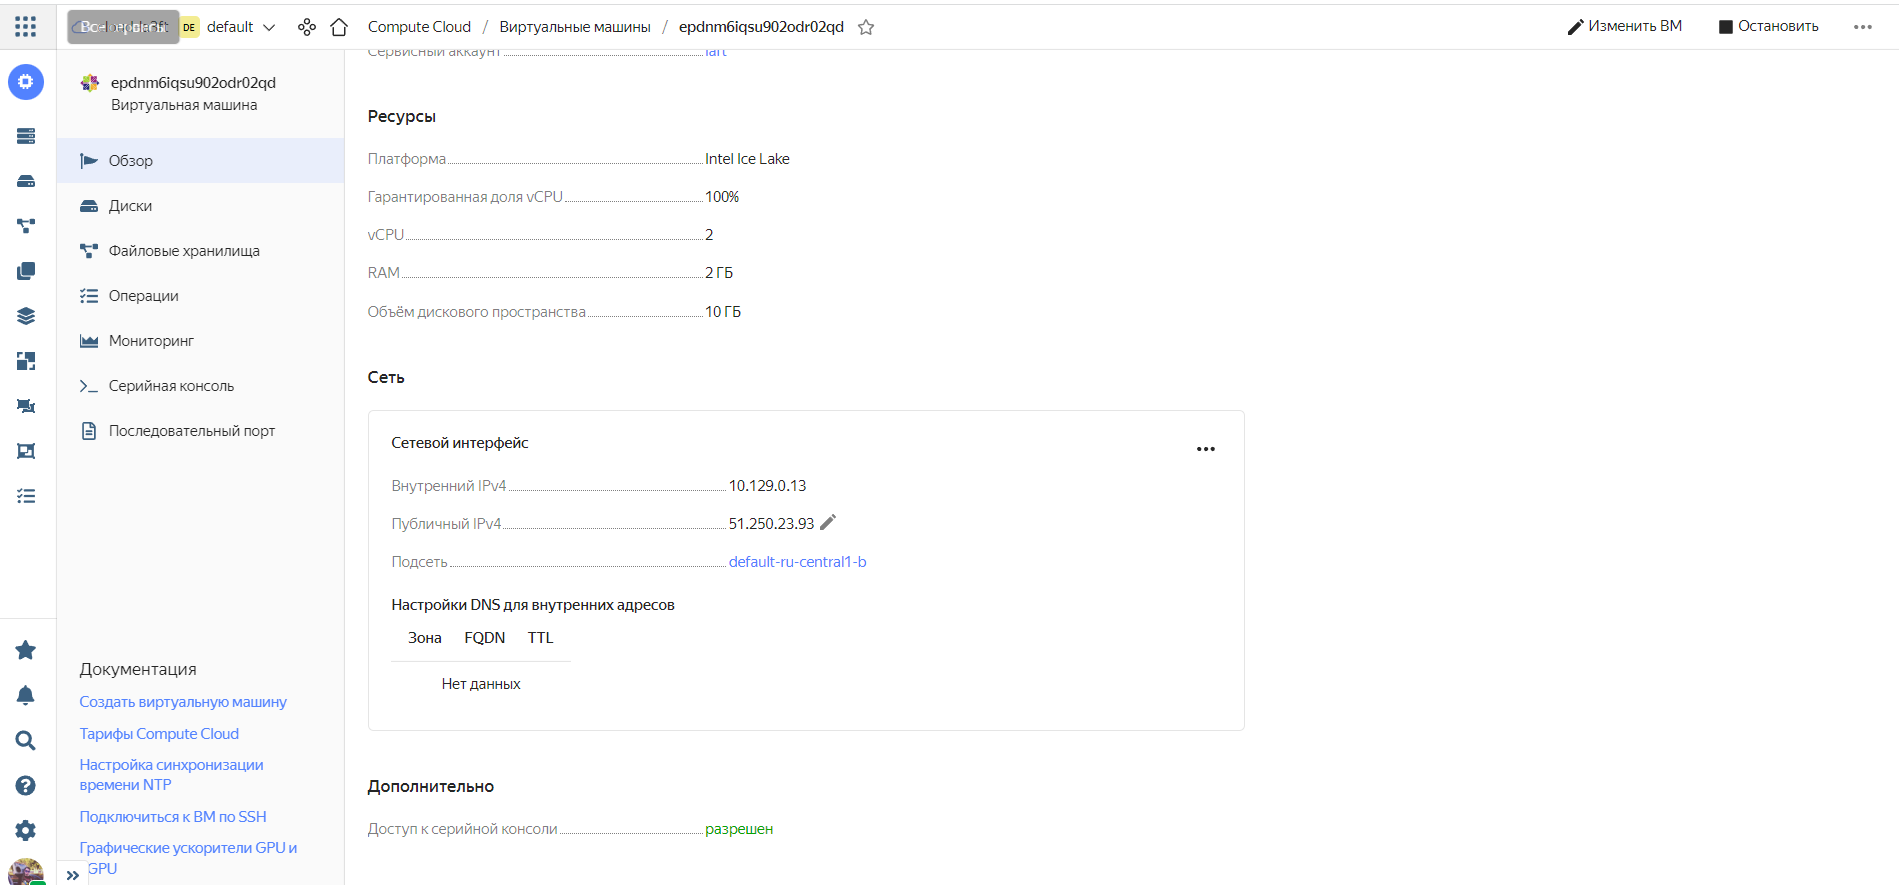 DE default
Compute Cloud / Виртуальные машины / epdnm6iqsu902odr02qd
Изменить ВМ
Остановить
epdnm6iqsu902odr02qd
Виртуальная машина
Обзор
Диски
Файловые хранилища
Операции
Мониторинг
Серийная консоль
Последовательный порт
Документация
Создать виртуальную машину
Тарифы Compute Cloud
Настройка синхронизации
времени NTP
Подключиться к ВМ по SSH
Графические ускорители GPU и
GPU
Сервисный аккаунт
Ресурсы
Платформа Intel Ice Lake
Гарантированная доля vCPU 100%
vCPU 2
RAM 2 ГБ
Объём дискового пространства 10 ГБ
Сеть
Сетевой интерфейс
Внутренний IPv4 10.129.0.13
Публичный IPv4 51.250.23.93
Подсеть default-ru-central1-b
Настройки DNS для внутренних адресов
Зона FQDN TTL
Нет данных
Дополнительно
Доступ к серийной консоли разрешен